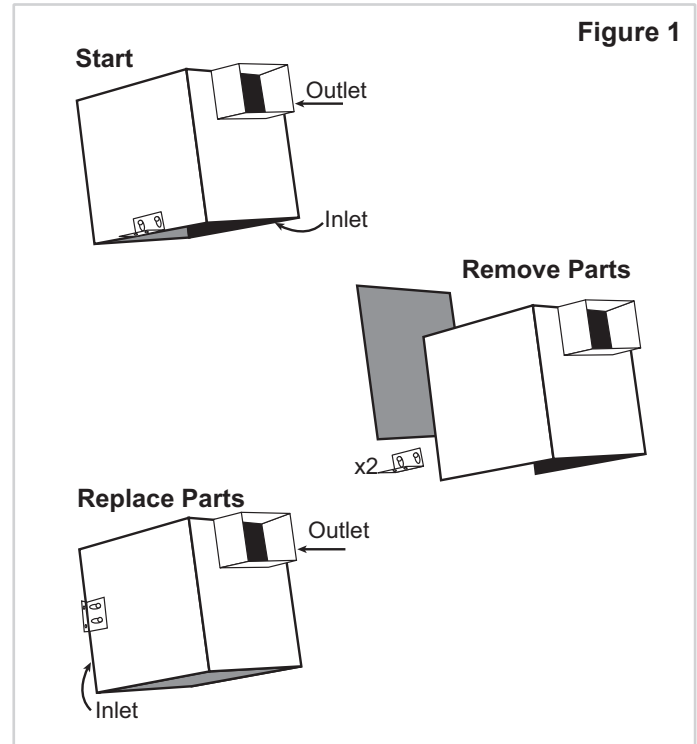 Figure 1
Start
Outlet
Inlet
Remove Parts
x2
Replace Parts
Outlet
Inlet